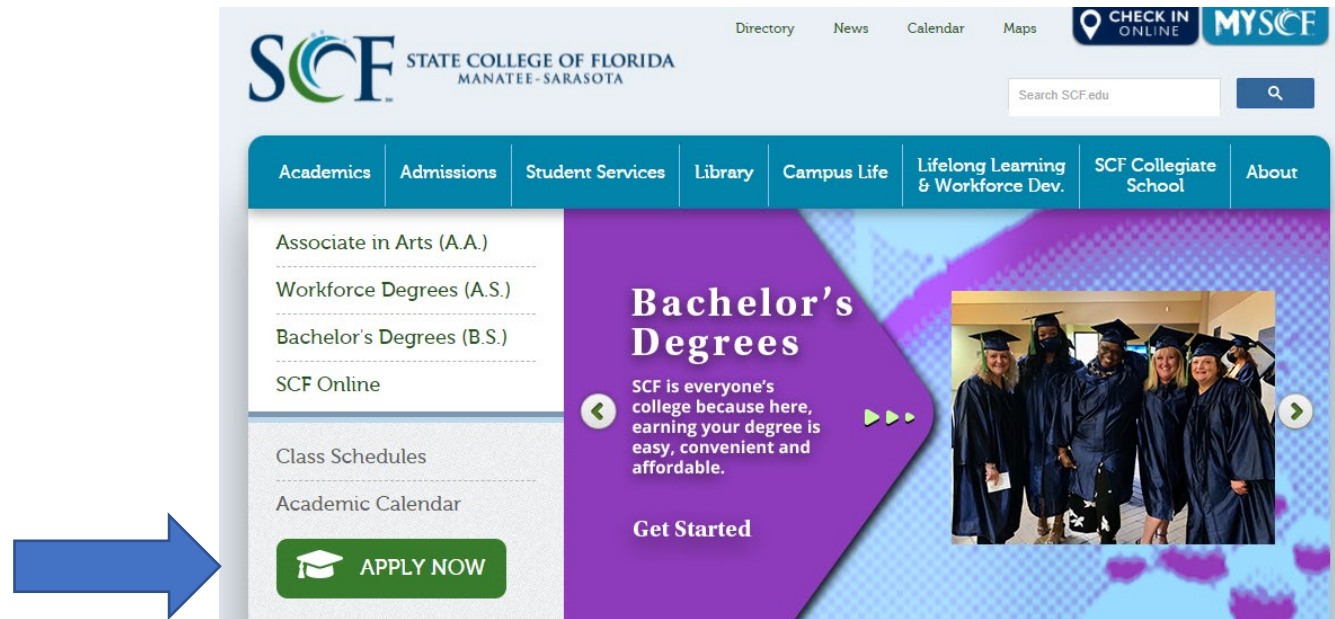 Directory News Calendar Maps
CHECK IN
ONLINE
MYSCF
SCF
STATE COLLEGE OF FLORIDA
MANATEE-SARASOTA
Search SCF.edu
Academics
Admissions
Student Services
Library
Campus Life
Lifelong Learning
& Workforce Dev.
SCF Collegiate
School
About
Associate in Arts (A.A.)
Workforce Degrees (A.S.)
Bachelor's Degrees (B.S.)
SCF Online
Class Schedules
Academic Calendar
APPLY NOW
Bachelor’s
Degrees
SCF is everyone’s
college because here,
earning your degree is
easy, convenient and
affordable.
Get Started